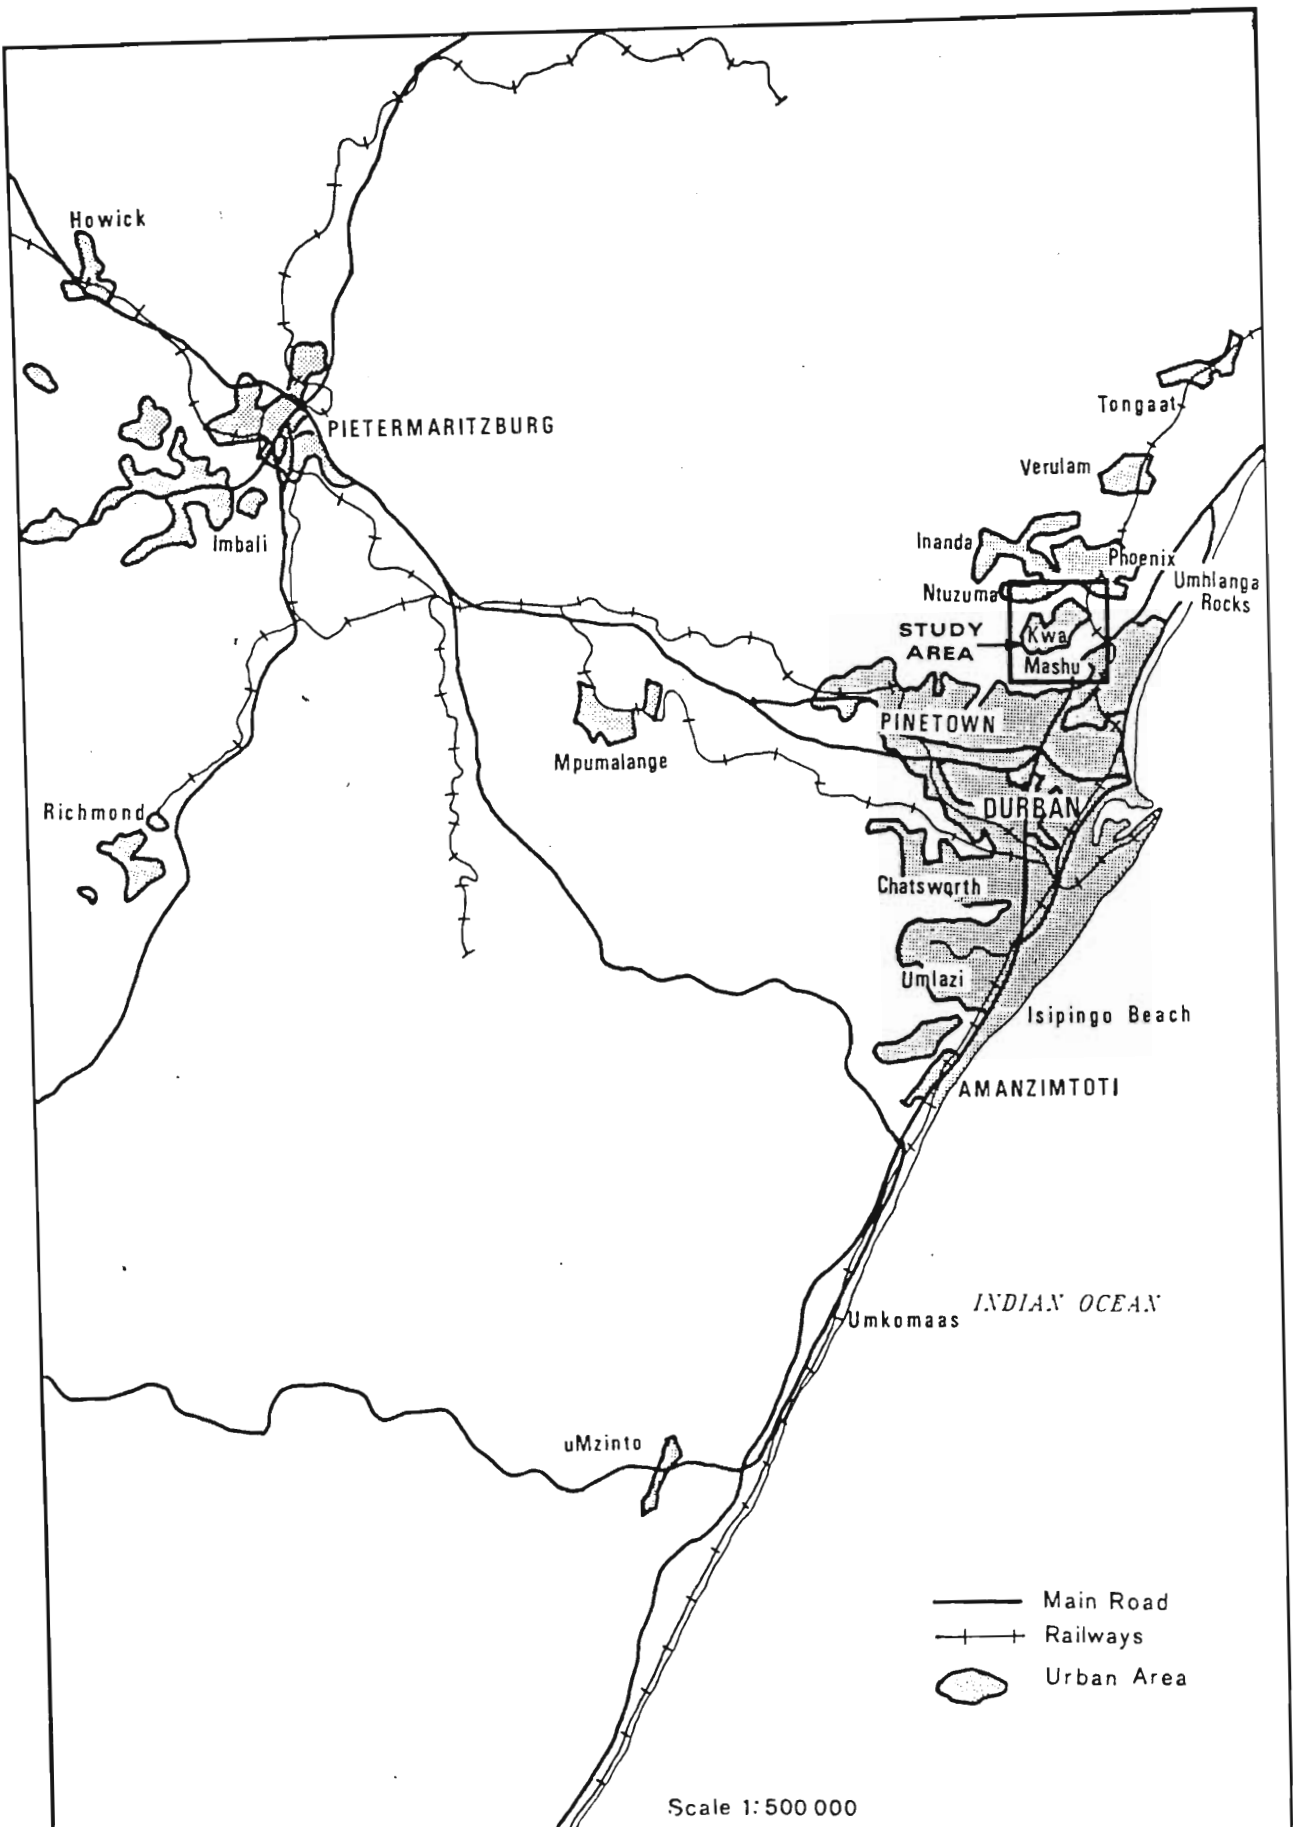 Howick
Tongaat
PIETERMARITZBURG
Verulam
Imbali
Inanda
Phoenix
Ntuzuma
Umhlanga
Rocks
STUDY
AREA
Kwa
Mashu
PINETOWN
Mpumalange
DURBAN
Richmond
Chatsworth
Umlazi
Isipingo Beach
AMANZIMTOTI
INDIAN OCEAN
Umkomaas
uMzinto
Main Road
Railways
Urban Area
Scale 1:500 000